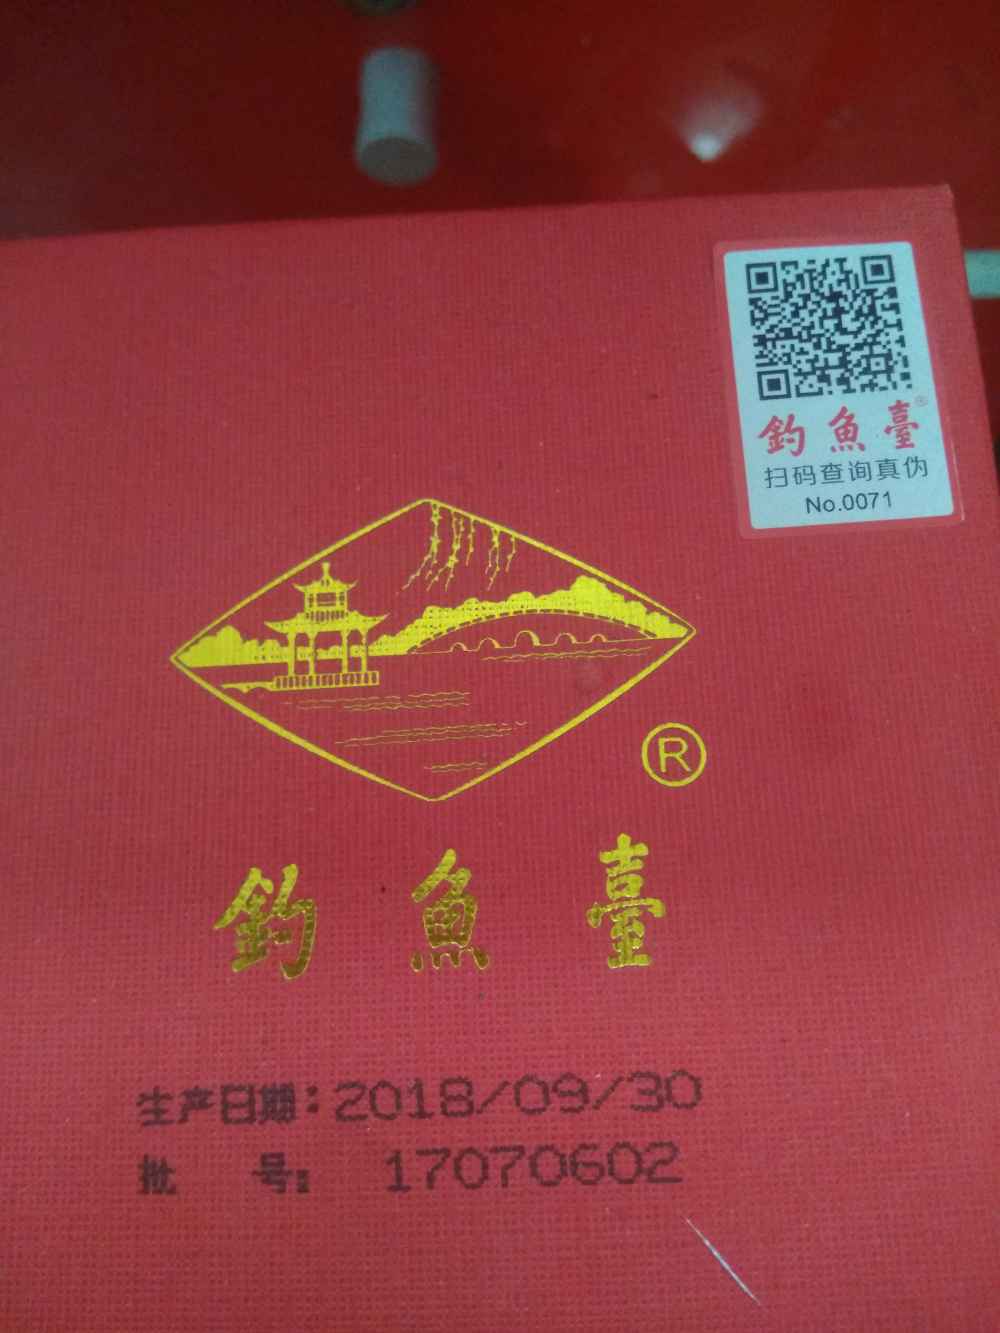 釣魚臺®
扫码查询真伪
No.0071
®
釣魚臺
生产日期：2018/09/30
批 号： 17070602